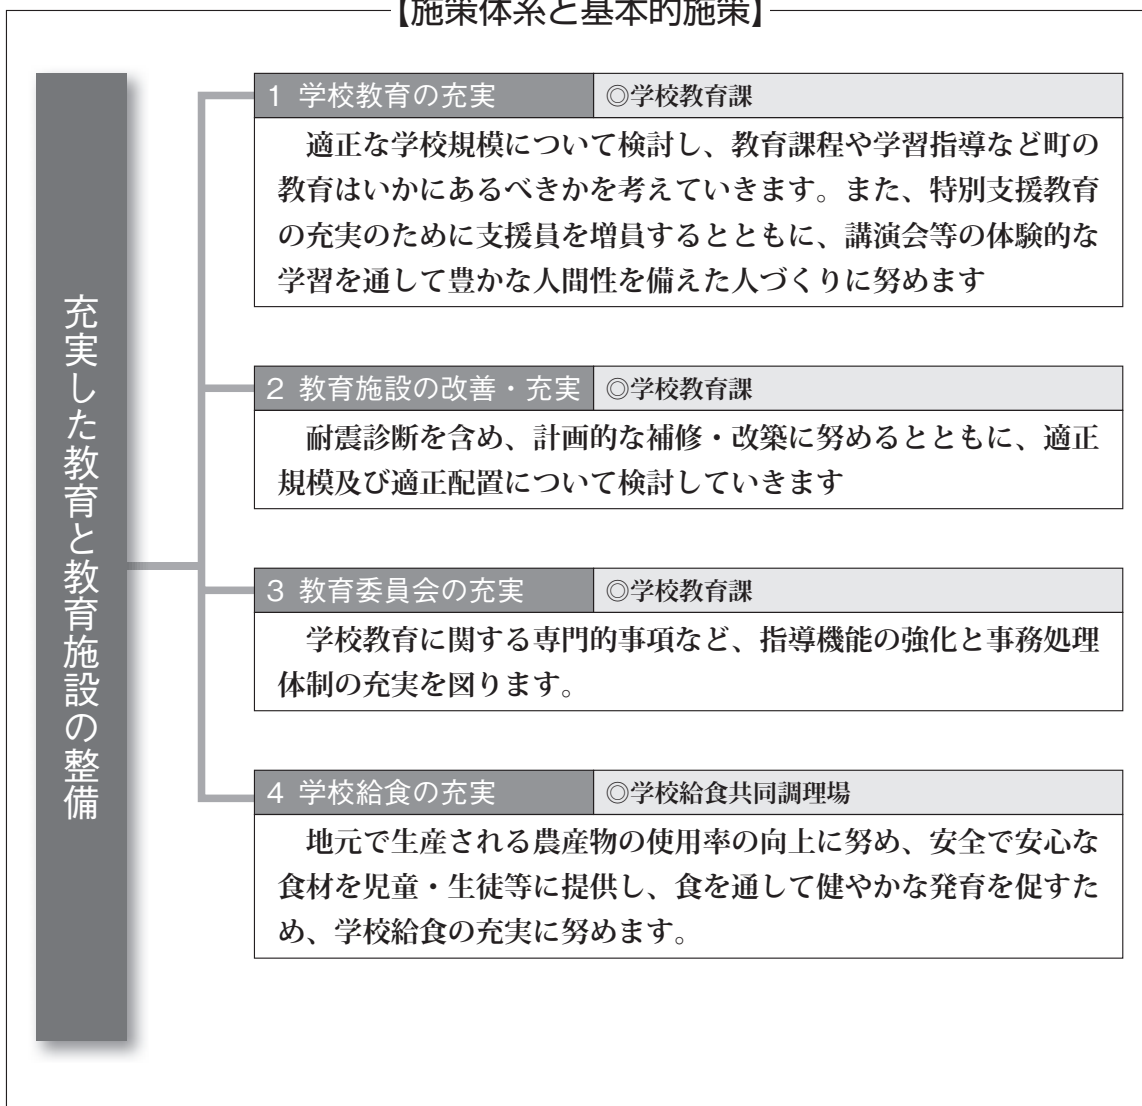 【施策体系と基本的施策】
充実した教育と教育施設の整備
1 学校教育の充実
◎学校教育課
適正な学校規模について検討し、教育課程や学習指導など町の
教育はいかにあるべきかを考えていきます。また、特別支援教育
の充実のために支援員を増員するとともに、講演会等の体験的な
学習を通して豊かな人間性を備えた人づくりに努めます
2 教育施設の改善・充実
◎学校教育課
耐震診断を含め、計画的な補修・改築に努めるとともに、適正
規模及び適正配置について検討していきます
3 教育委員会の充実
◎学校教育課
学校教育に関する専門的事項など、指導機能の強化と事務処理
体制の充実を図ります。
4 学校給食の充実
◎学校給食共同調理場
地元で生産される農産物の使用率の向上に努め、安全で安心な
食材を児童・生徒等に提供し、食を通して健やかな発育を促すた
め、学校給食の充実に努めます。